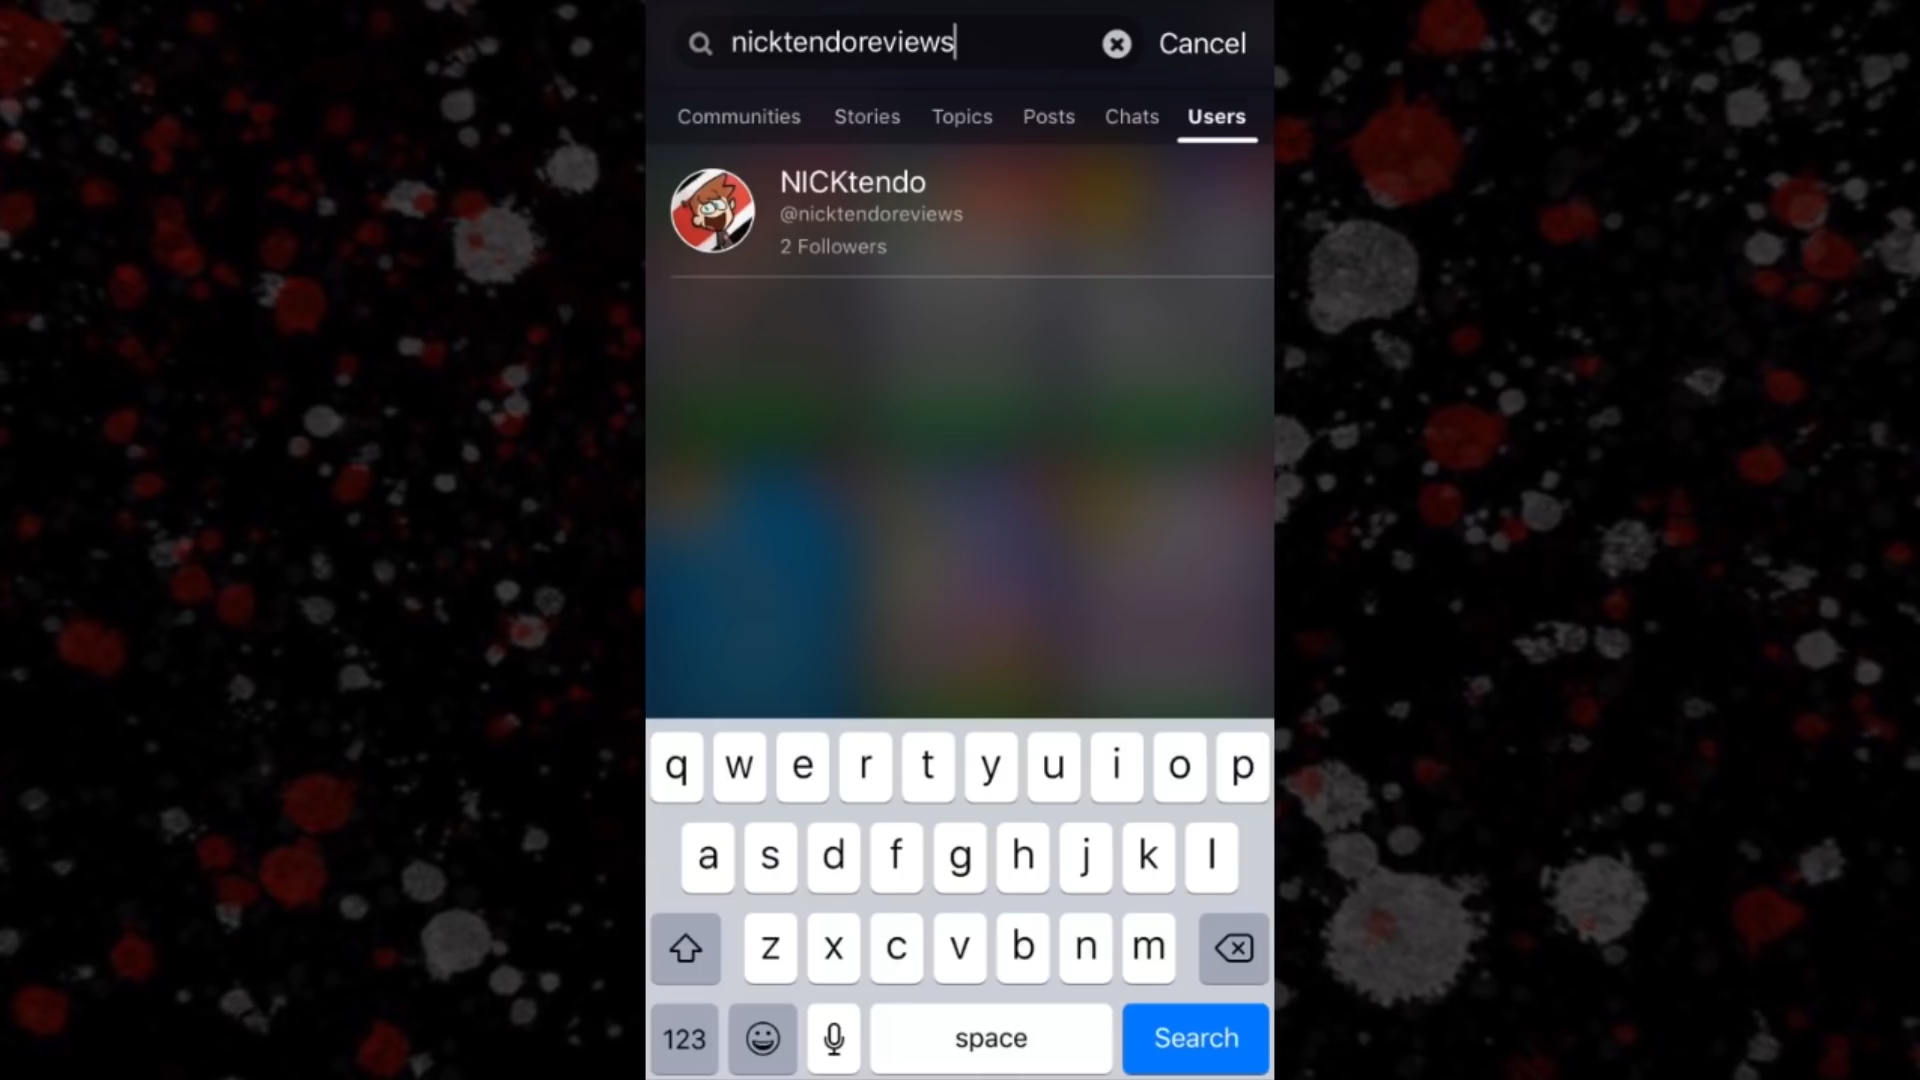 nicktendoreviews Cancel
Communities Stories Topics Posts Chats Users
NICKtendo
@nicktendoreviews
2 Followers
q w e r t y u i o p
a s d f g h j k l
z x c v b n m
123 space Search